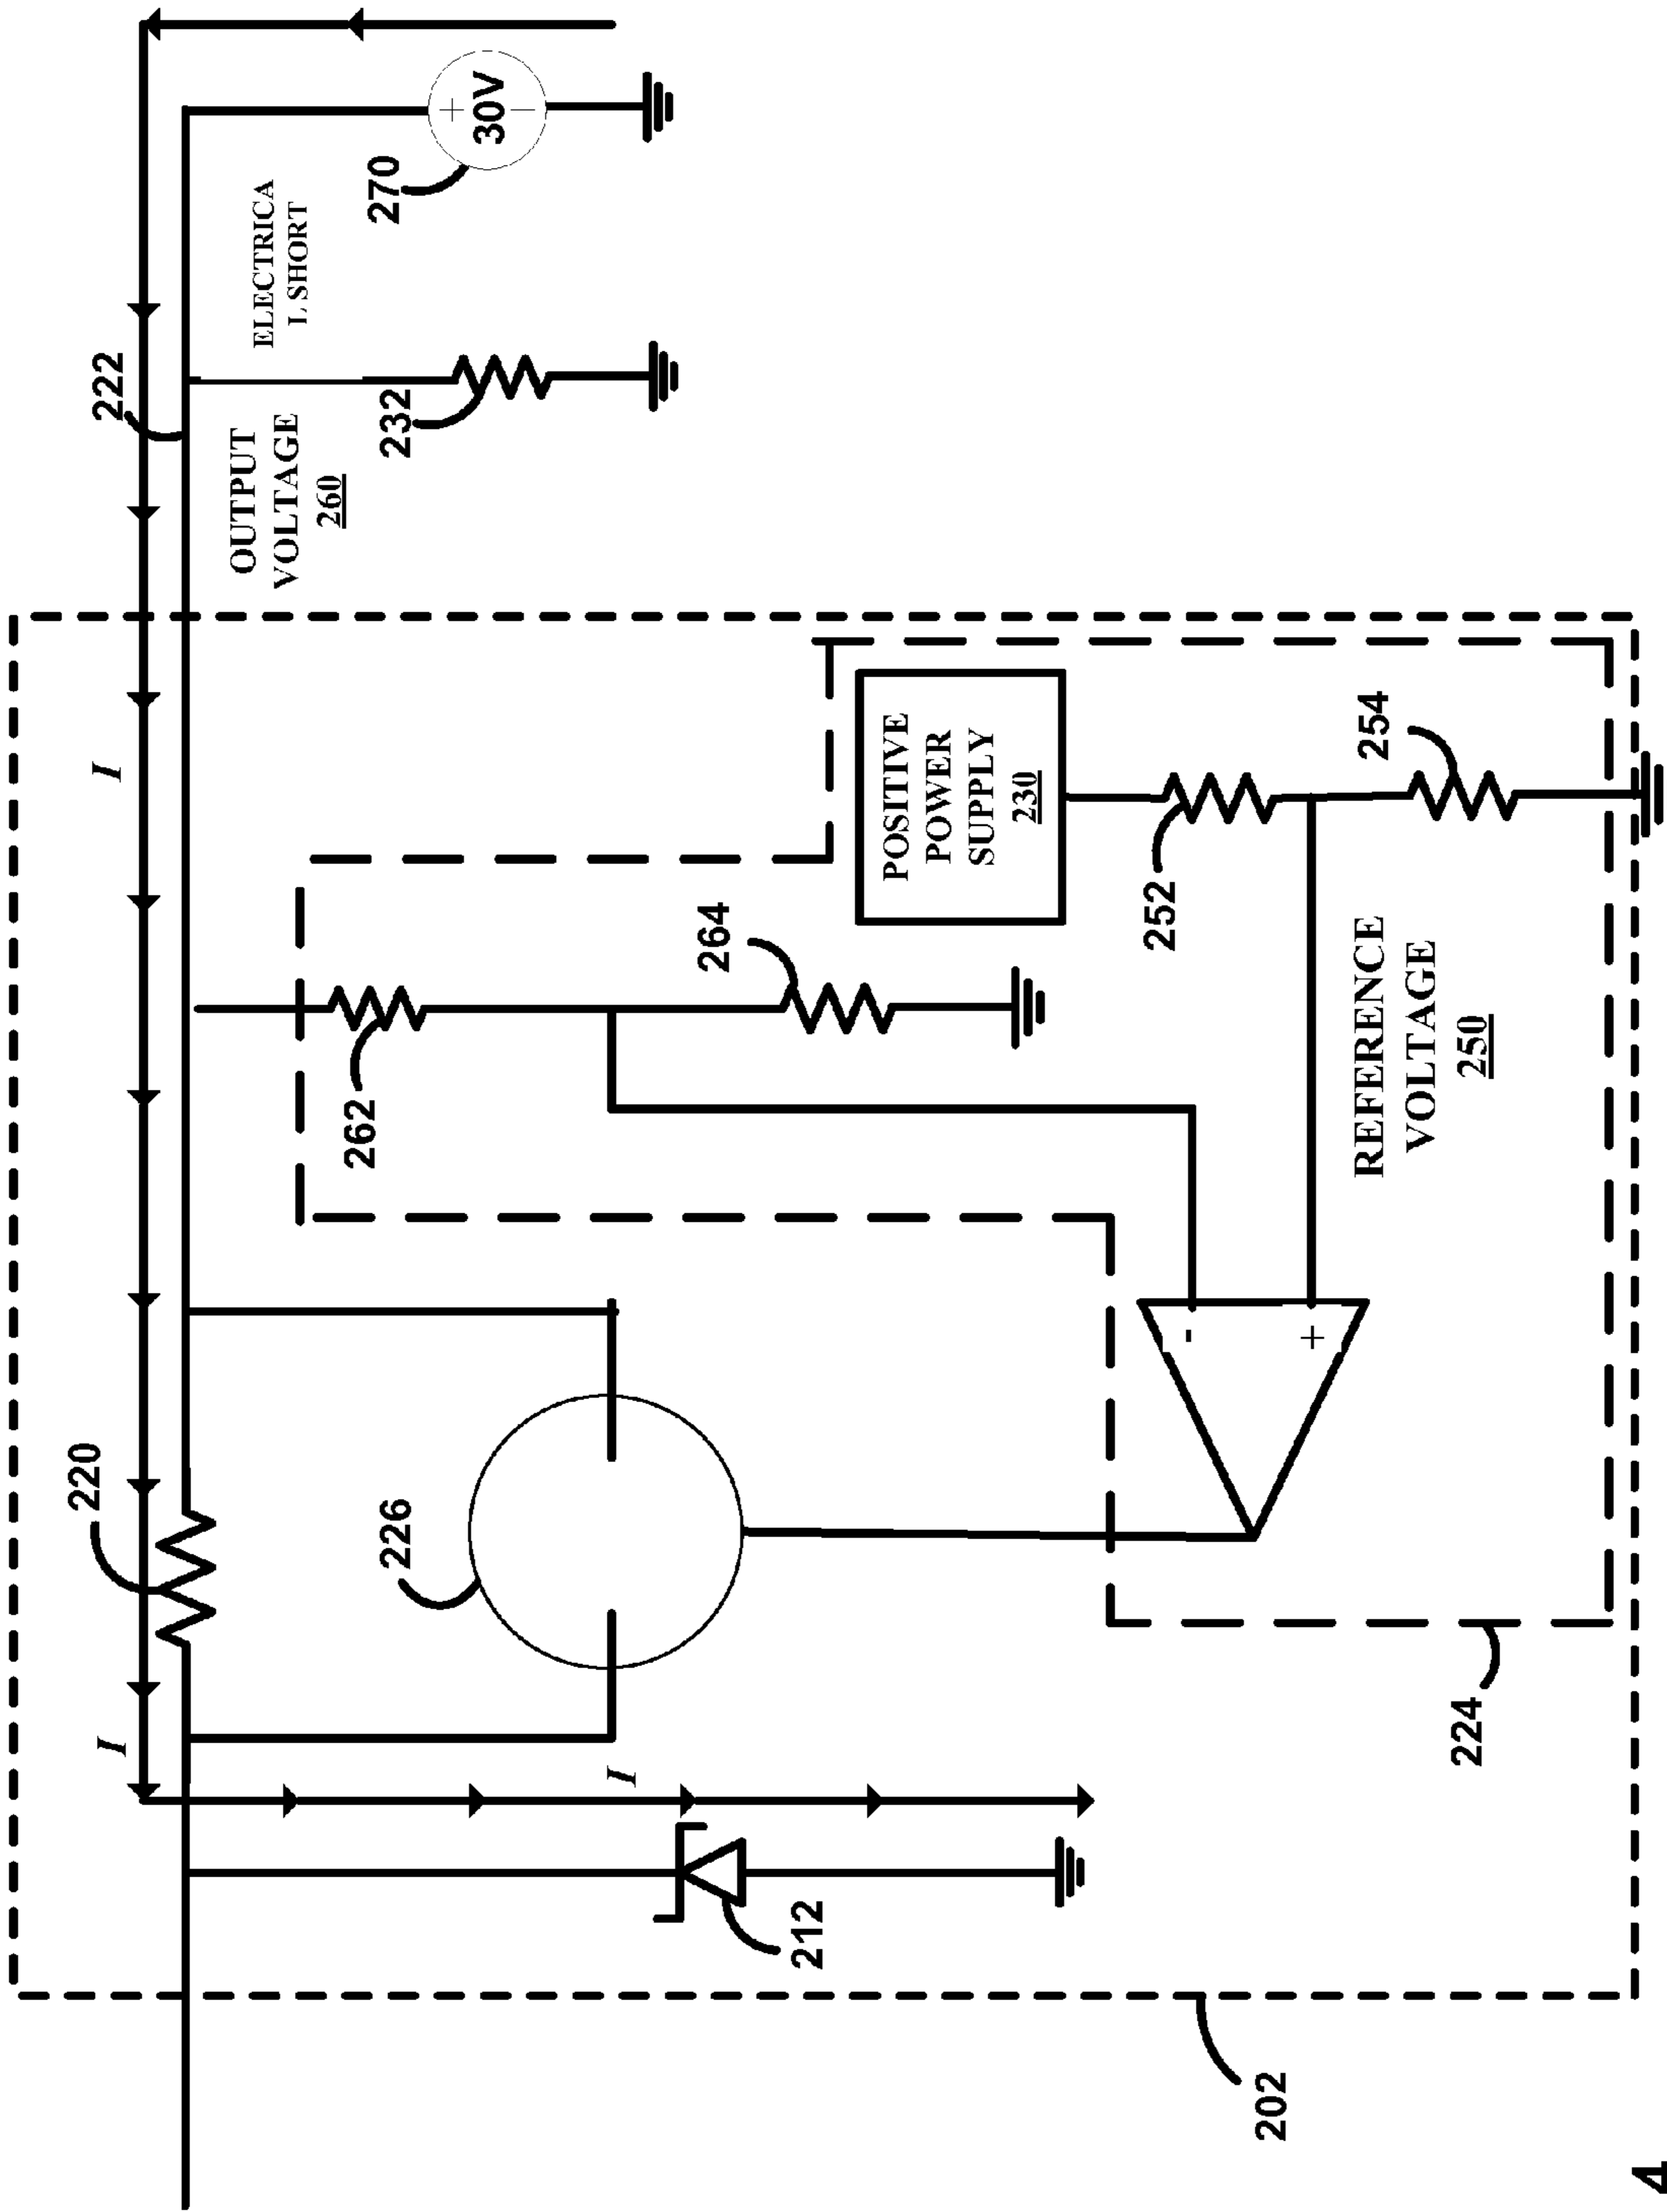 I
I
I
220
222
226
212
262
264
232
270
+
30V
–
ELECTRICA
L SHORT
OUTPUT
VOLTAGE
260
POSITIVE
POWER
SUPPLY
230
252
254
-
+
REFERENCE
VOLTAGE
250
224
202
4